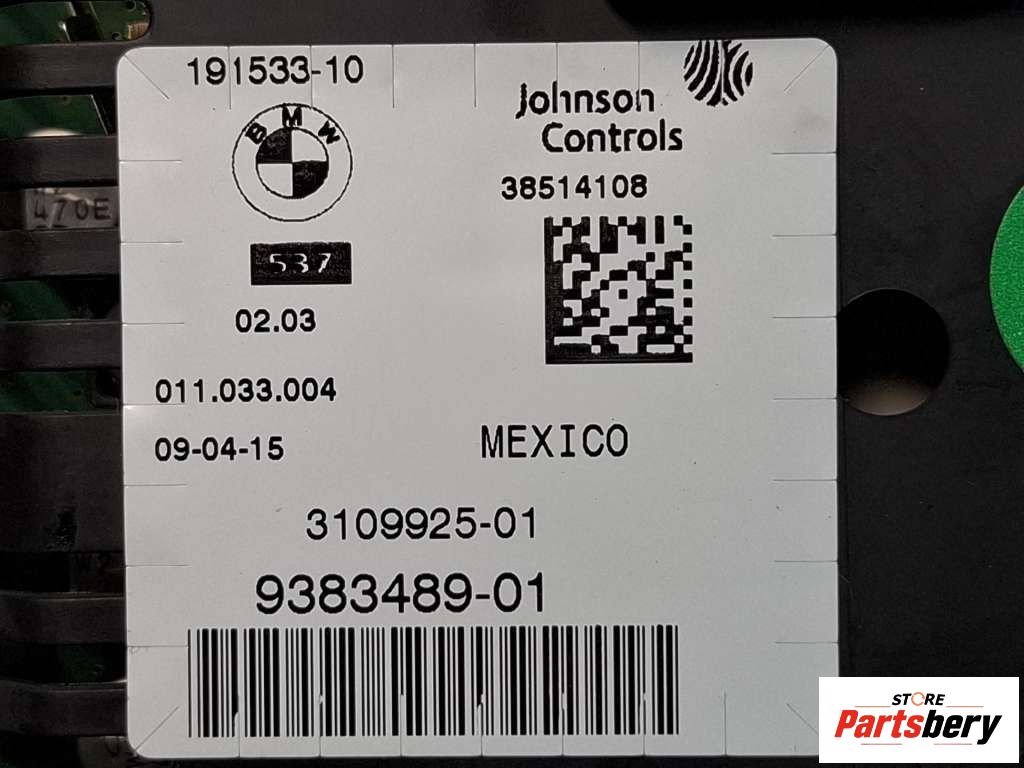 191533-10
BMW
Johnson
Controls
38514108
537
02.03
011.033.004
09-04-15
MEXICO
3109925-01
9383489-01
470E
W2
STORE
Partsbery